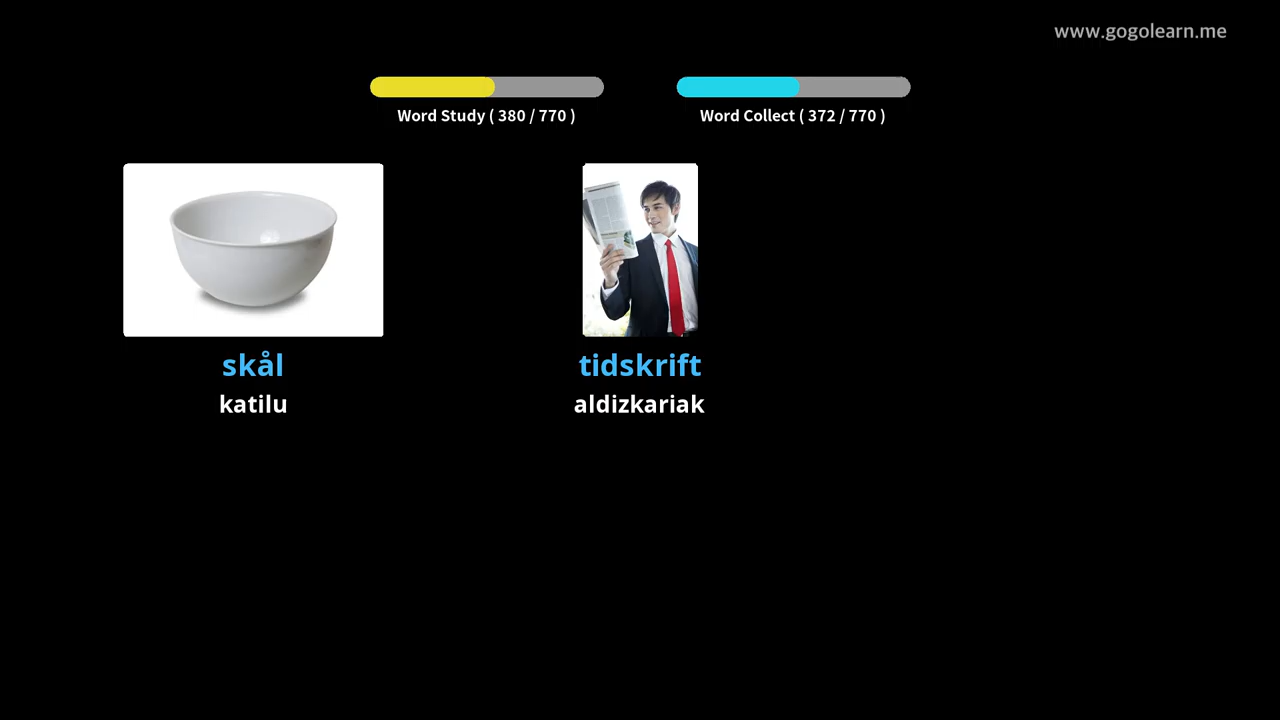 www.gogolearn.me
Word Study ( 380 / 770 )
Word Collect ( 372 / 770 )
skål
katilu
tidskrift
aldizkariak